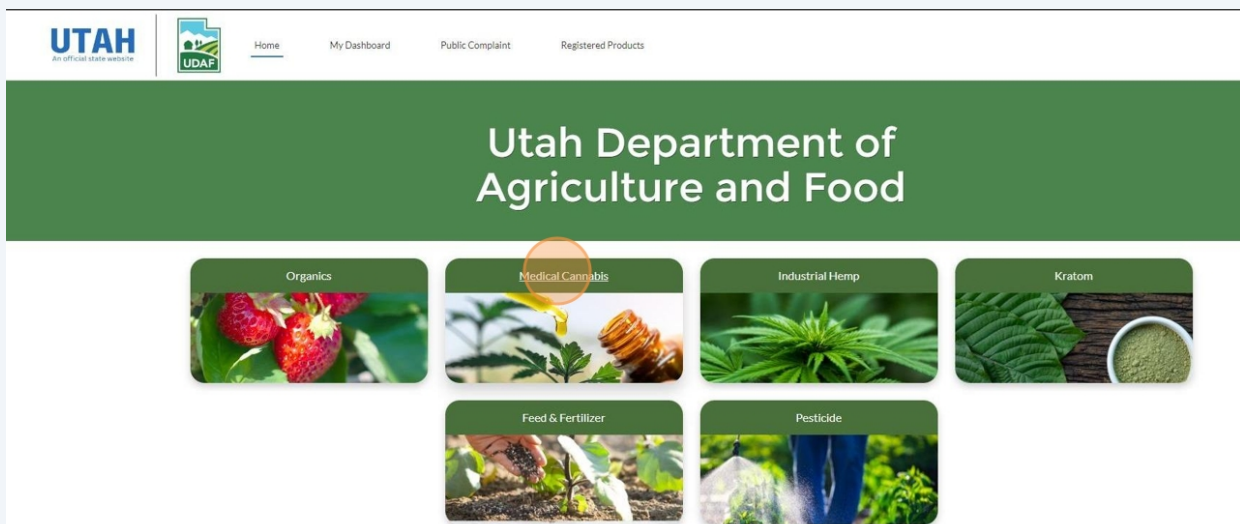 UTAH
An official state website
UDAF
Home
My Dashboard
Public Complaint
Registered Products
Utah Department of
Agriculture and Food
Organics
Medical Cannabis
Industrial Hemp
Kratom
Feed & Fertilizer
Pesticide